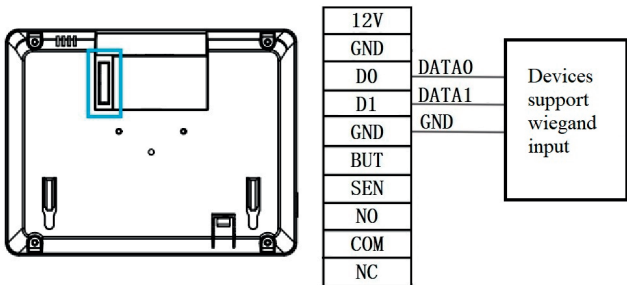 12V
GND
D0
D1
GND
BUT
SEN
NO
COM
NC
DATA0
DATA1
GND
Devices
support
wiegand
input